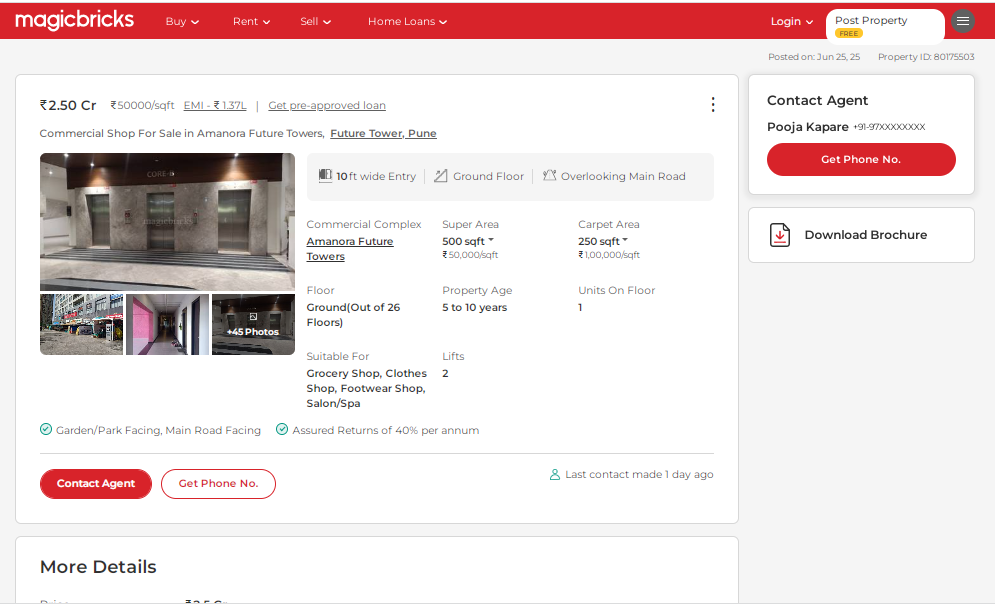 magicbricks
Buy
Rent
Sell
Home Loans
Login
Post Property
FREE
Posted on: Jun 25, 25
Property ID: 80175503
₹2.50 Cr ₹50000/sqft EMI - ₹ 1.37L | Get pre-approved loan
Commercial Shop For Sale in Amanora Future Towers, Future Tower, Pune
CORE-B
magicbricks
+45 Photos
10 ft wide Entry
Ground Floor
Overlooking Main Road
Commercial Complex
Amanora Future
Towers
Super Area
500 sqft
₹50,000/sqft
Carpet Area
250 sqft
₹1,00,000/sqft
Floor
Ground(Out of 26
Floors)
Property Age
5 to 10 years
Units On Floor
1
Suitable For
Grocery Shop, Clothes
Shop, Footwear Shop,
Salon/Spa
Lifts
2
Garden/Park Facing, Main Road Facing
Assured Returns of 40% per annum
Contact Agent
Get Phone No.
Last contact made 1 day ago
Contact Agent
Pooja Kapare +91-97XXXXXXXX
Get Phone No.
Download Brochure
More Details